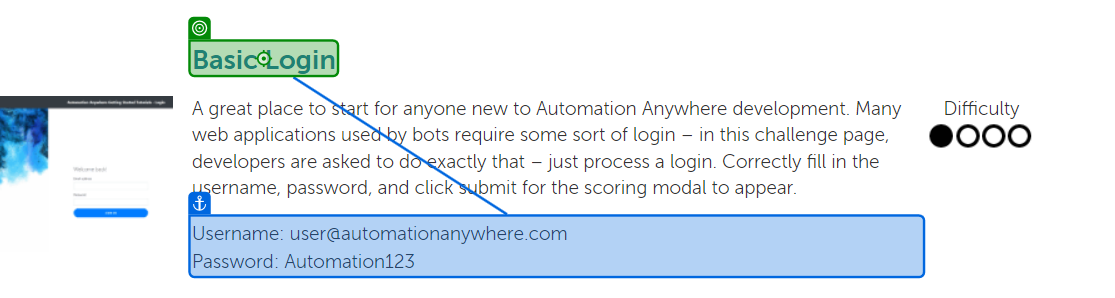 Basic Login
A great place to start for anyone new to Automation Anywhere development. Many
web applications used by bots require some sort of login – in this challenge page,
developers are asked to do exactly that – just process a login. Correctly fill in the
username, password, and click submit for the scoring modal to appear.
Username: user@automationanywhere.com
Password: Automation123
Difficulty
Welcome back!